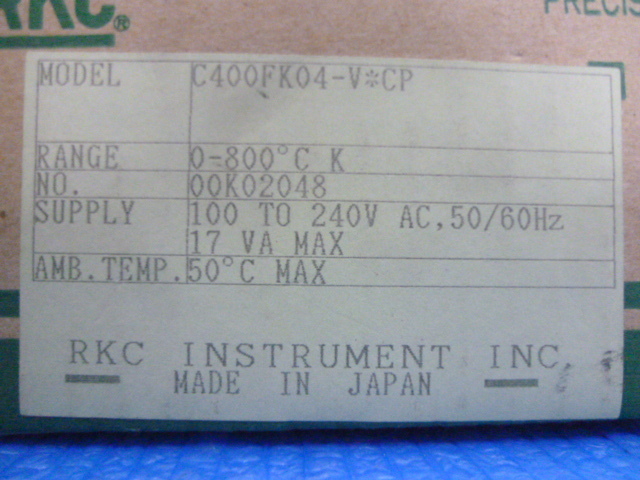 RKC®
PRECIS
MODEL C400FK04-V*CP
RANGE 0-800°C K
NO. 00K02048
SUPPLY 100 TO 240V AC,50/60Hz
17 VA MAX
AMB.TEMP. 50°C MAX
RKC INSTRUMENT INC.
MADE IN JAPAN